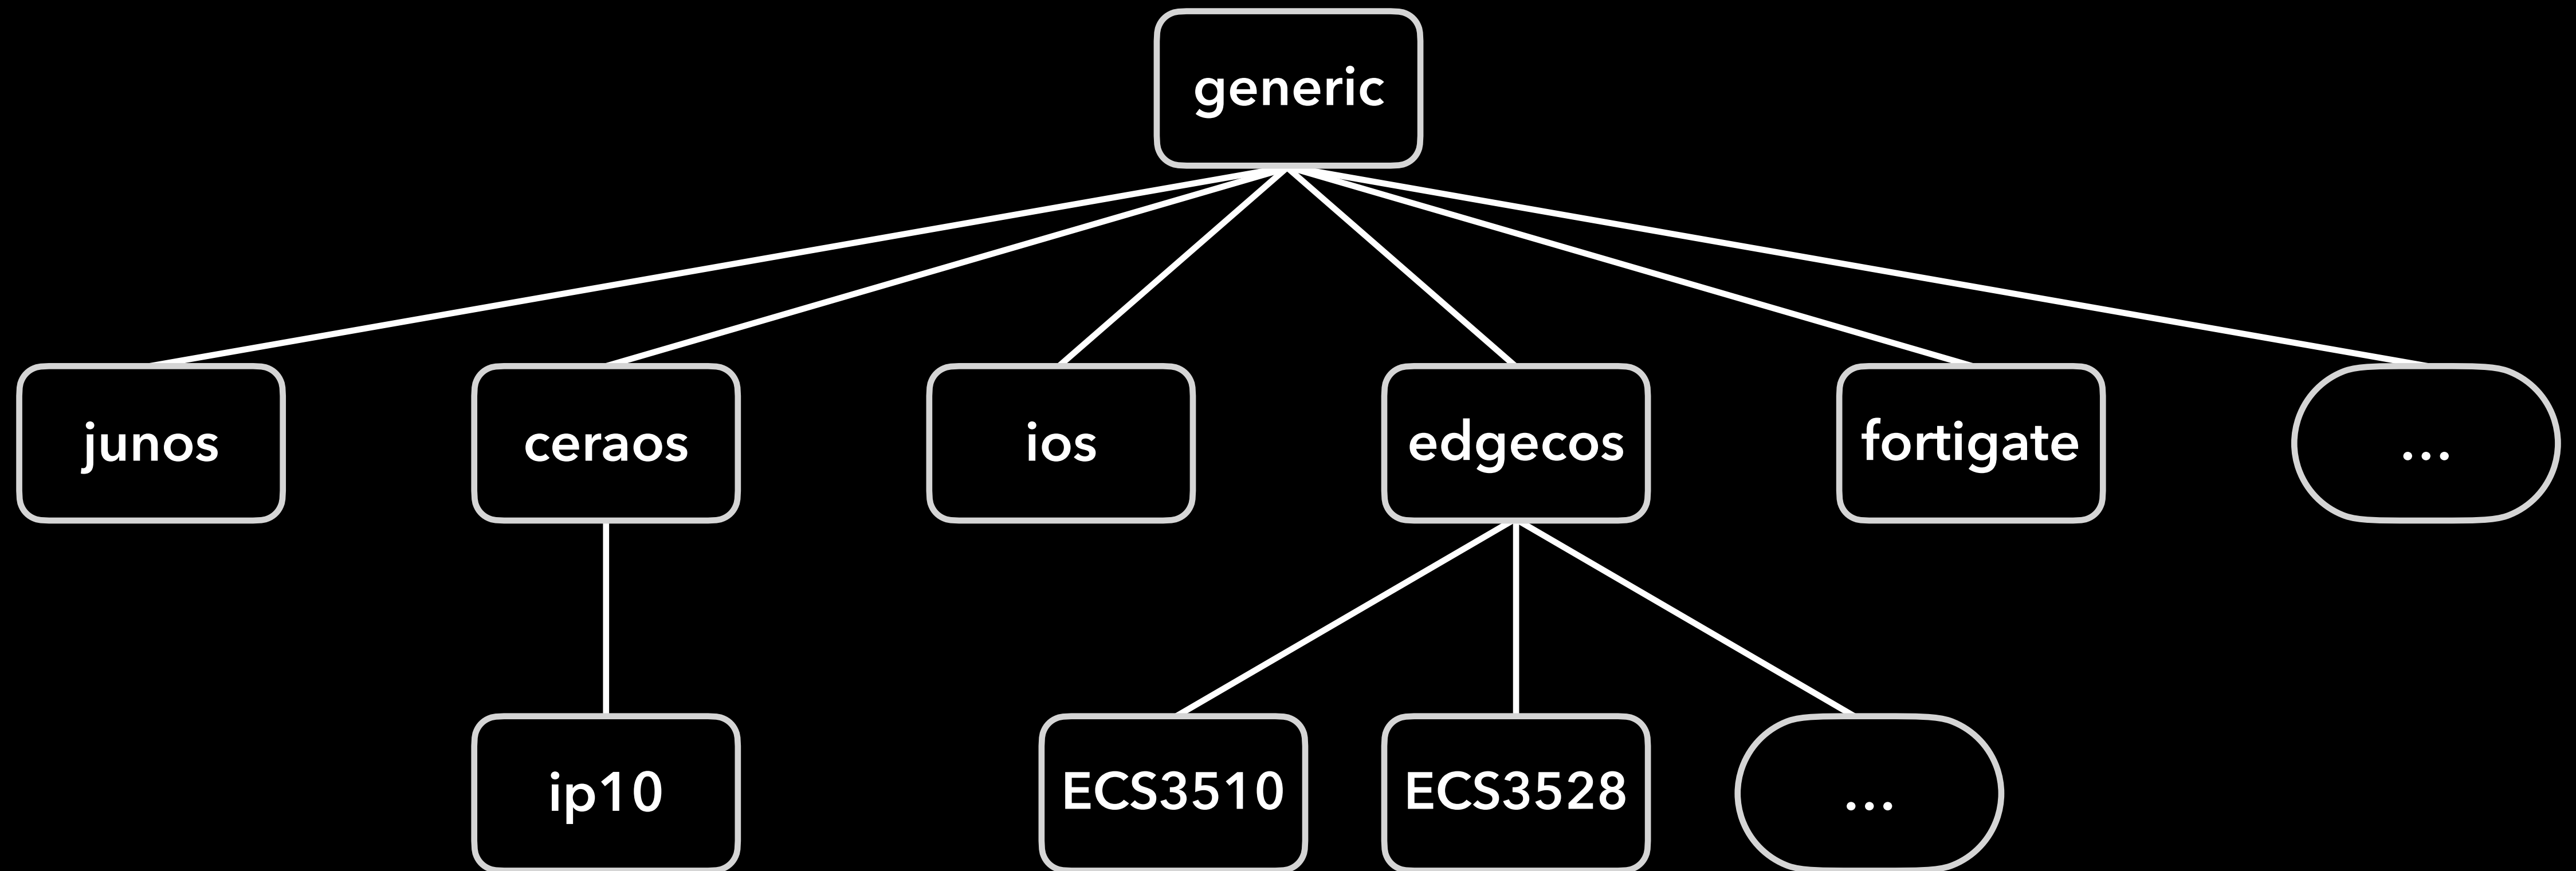 generic
junos
ceraos
ios
edgecos
fortigate
...
ip10
ECS3510
ECS3528
...